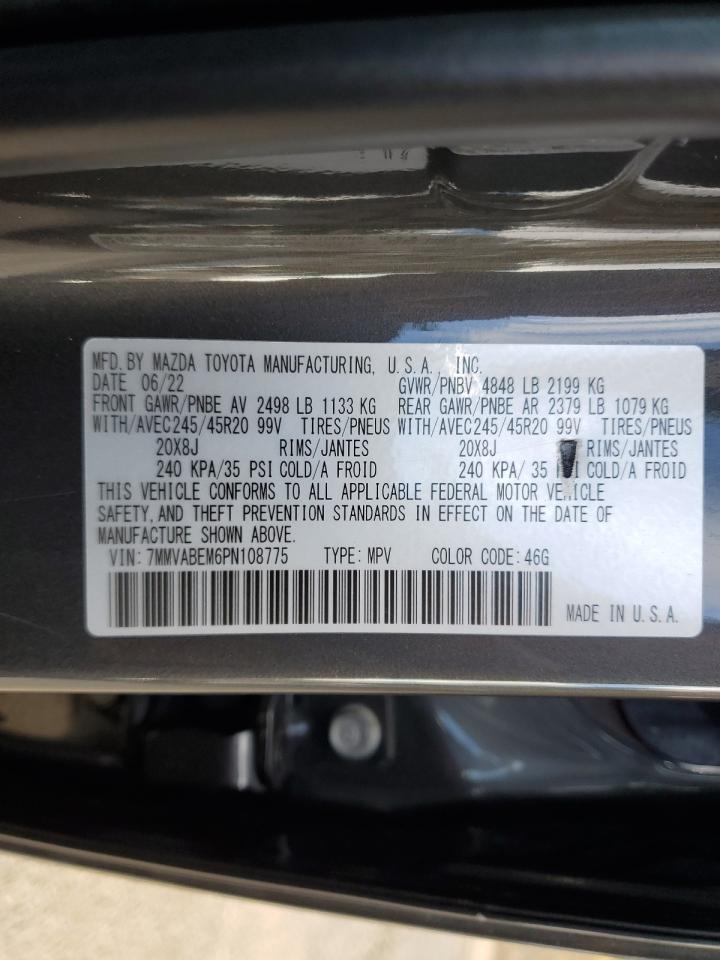 MFD. BY MAZDA TOYOTA MANUFACTURING, U.S.A., INC.
DATE 06/22 GVWR/PNBV 4848 LB 2199 KG
FRONT GAWR/PNBE AV 2498 LB 1133 KG REAR GAWR/PNBE AR 2379 LB 1079 KG
WITH/AVEC245/45R20 99V TIRES/PNEUS WITH/AVEC245/45R20 99V TIRES/PNEUS
20X8J RIMS/JANTES 20X8J RIMS/JANTES
240 KPA/35 PSI COLD/A FROID 240 KPA/ 35 COLD/A FROID
THIS VEHICLE CONFORMS TO ALL APPLICABLE FEDERAL MOTOR VEHICLE
SAFETY, AND THEFT PREVENTION STANDARDS IN EFFECT ON THE DATE OF
MANUFACTURE SHOWN ABOVE.
VIN: 7MMVABEM6PN108775 TYPE: MPV COLOR CODE: 46G
MADE IN U.S.A.